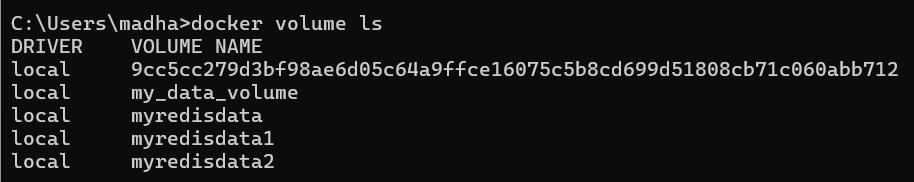 C:\Users\madha>docker volume ls
DRIVER    VOLUME NAME
local     9cc5cc279d3bf98ae6d05c64a9ffce16075c5b8cd699d51808cb71c060abb712
local     my_data_volume
local     myredisdata
local     myredisdata1
local     myredisdata2